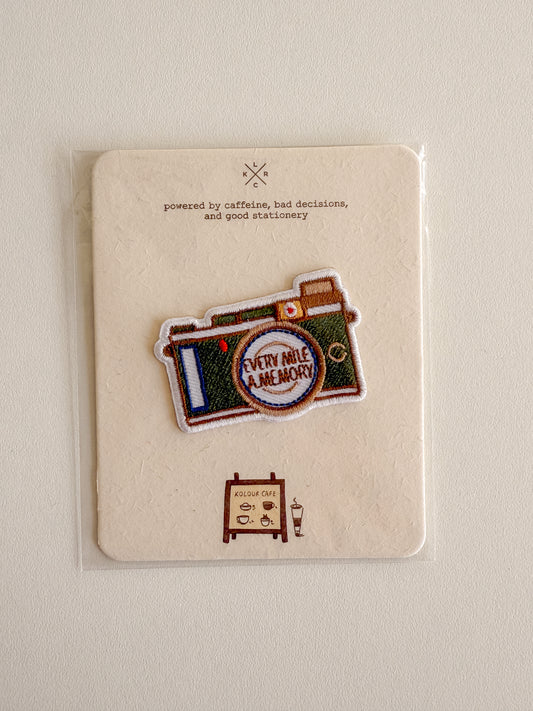 L
K R
C
powered by caffeine, bad decisions,
and good stationery
EVERY MILE
A MEMORY
KOLOUR CAFE